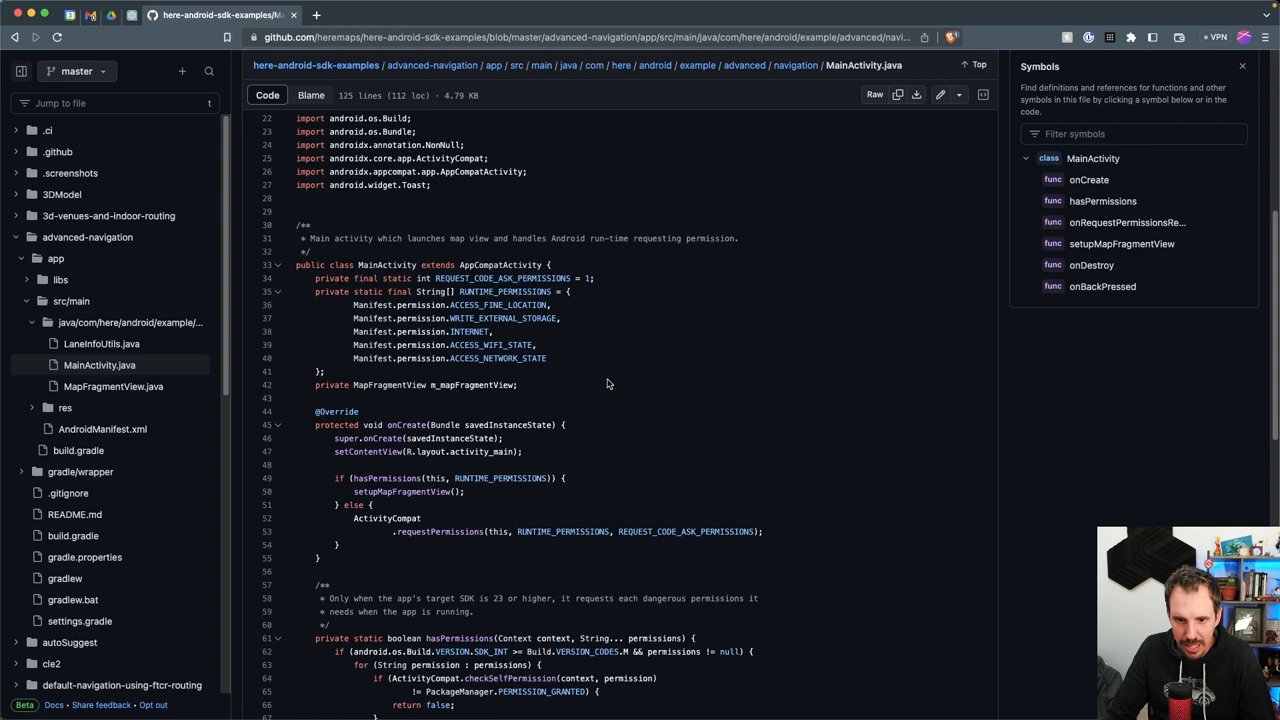 here-android-sdk-examples/Ma
github.com/heremaps/here-android-sdk-examples/blob/master/advanced-navigation/app/src/main/java/com/here/android/example/advanced/navi...
VPN
master
Jump to file
t
.ci
.github
.screenshots
3DModel
3d-venues-and-indoor-routing
advanced-navigation
app
libs
src/main
java/com/here/android/example/...
LaneInfoUtils.java
MainActivity.java
MapFragmentView.java
res
AndroidManifest.xml
build.gradle
gradle/wrapper
.gitignore
README.md
build.gradle
gradle.properties
gradlew
gradlew.bat
settings.gradle
autoSuggest
cle2
default-navigation-using-ftcr-routing
Beta Docs · Share feedback · Opt out
here-android-sdk-examples / advanced-navigation / app / src / main / java / com / here / android / example / advanced / navigation / MainActivity.java
Top
Code Blame 125 lines (112 loc) · 4.79 KB
Raw
22 import android.os.Build;
23 import android.os.Bundle;
24 import androidx.annotation.NonNull;
25 import androidx.core.app.ActivityCompat;
26 import androidx.appcompat.app.AppCompatActivity;
27 import android.widget.Toast;
28
29
30 /**
31 * Main activity which launches map view and handles Android run-time requesting permission.
32 */
33 public class MainActivity extends AppCompatActivity {
34 private final static int REQUEST_CODE_ASK_PERMISSIONS = 1;
35 private static final String[] RUNTIME_PERMISSIONS = {
36 Manifest.permission.ACCESS_FINE_LOCATION,
37 Manifest.permission.WRITE_EXTERNAL_STORAGE,
38 Manifest.permission.INTERNET,
39 Manifest.permission.ACCESS_WIFI_STATE,
40 Manifest.permission.ACCESS_NETWORK_STATE
41 };
42 private MapFragmentView m_mapFragmentView;
43
44 @Override
45 protected void onCreate(Bundle savedInstanceState) {
46 super.onCreate(savedInstanceState);
47 setContentView(R.layout.activity_main);
48
49 if (hasPermissions(this, RUNTIME_PERMISSIONS)) {
50 setupMapFragmentView();
51 } else {
52 ActivityCompat
53 .requestPermissions(this, RUNTIME_PERMISSIONS, REQUEST_CODE_ASK_PERMISSIONS);
54 }
55 }
56
57 /**
58 * Only when the app's target SDK is 23 or higher, it requests each dangerous permissions it
59 * needs when the app is running.
60 */
61 private static boolean hasPermissions(Context context, String... permissions) {
62 if (android.os.Build.VERSION.SDK_INT >= Build.VERSION_CODES.M && permissions != null) {
63 for (String permission : permissions) {
64 if (ActivityCompat.checkSelfPermission(context, permission)
65 != PackageManager.PERMISSION_GRANTED) {
66 return false;
67 }
Symbols
Find definitions and references for functions and other
symbols in this file by clicking a symbol below or in the
code.
Filter symbols
class MainActivity
func onCreate
func hasPermissions
func onRequestPermissionsRe...
func setupMapFragmentView
func onDestroy
func onBackPressed